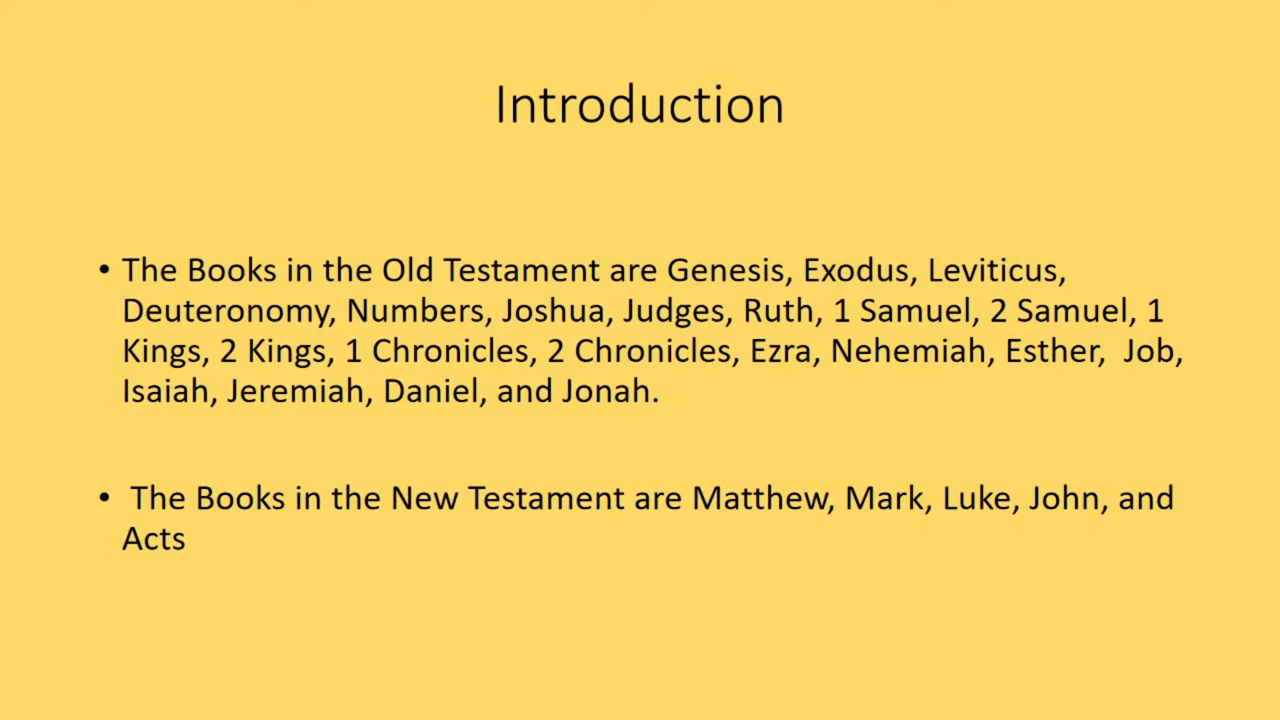 Introduction
• The Books in the Old Testament are Genesis, Exodus, Leviticus,
Deuteronomy, Numbers, Joshua, Judges, Ruth, 1 Samuel, 2 Samuel, 1
Kings, 2 Kings, 1 Chronicles, 2 Chronicles, Ezra, Nehemiah, Esther,  Job,
Isaiah, Jeremiah, Daniel, and Jonah.
•  The Books in the New Testament are Matthew, Mark, Luke, John, and
Acts